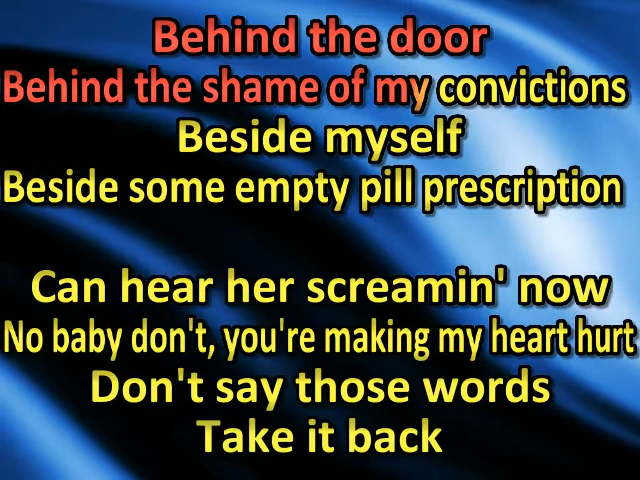 Behind the door
Behind the shame of my convictions
Beside myself
Beside some empty pill prescription
Can hear her screamin' now
No baby don't, you're making my heart hurt
Don't say those words
Take it back